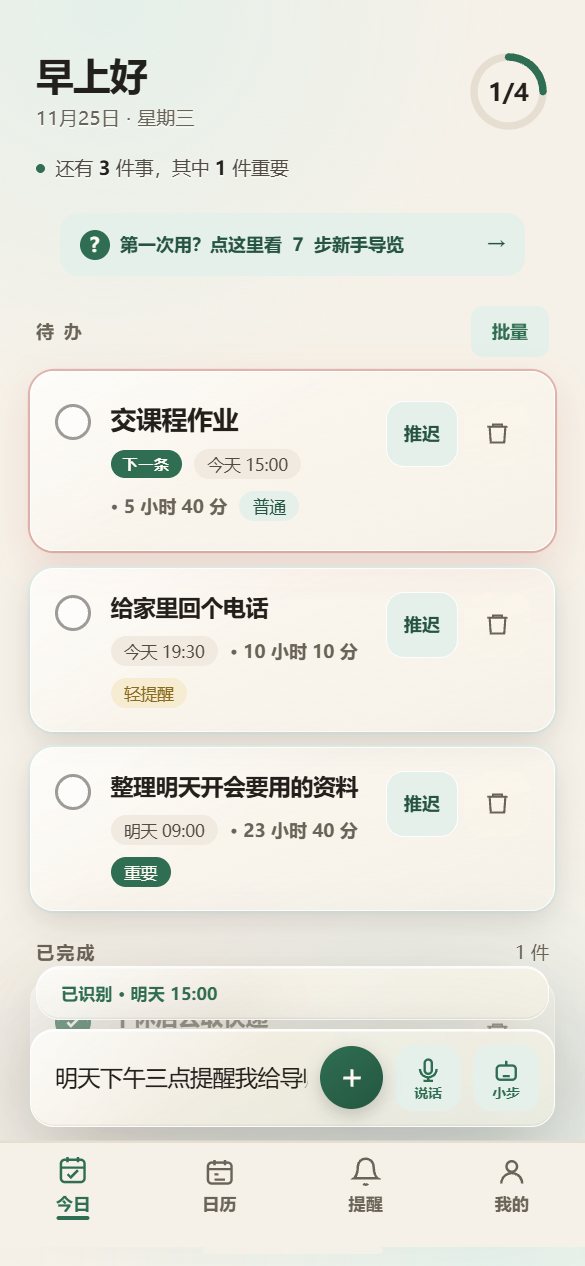 早上好
1/4
11月25日 · 星期三
还有 3 件事，其中 1 件重要
? 第一次用？点这里看 7 步新手导览 →
待办
批量
交课程作业
推迟
下一条 今天 15:00
• 5 小时 40 分 普通
给家里回个电话
推迟
今天 19:30 • 10 小时 10 分
轻提醒
整理明天开会要用的资料
推迟
明天 09:00 • 23 小时 40 分
重要
已完成
1 件
已识别 • 明天 15:00
明天下午三点提醒我给导
+
说话
小步
今日
日历
提醒
我的